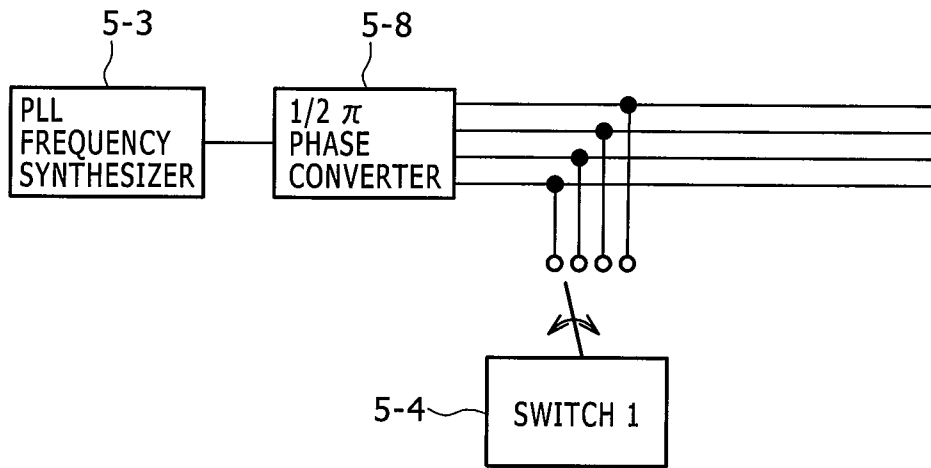 5-3
5-8
PLL
FREQUENCY
SYNTHESIZER
1/2 π
PHASE
CONVERTER
5-4
SWITCH 1